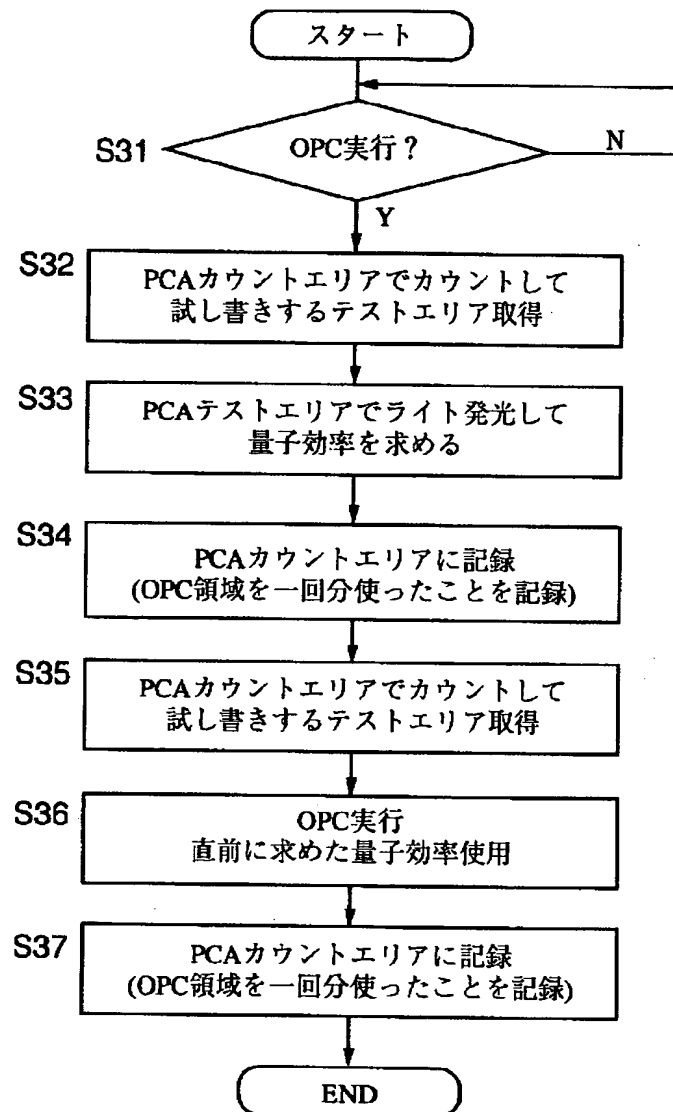 スタート
S31
OPC実行？
N
Y
S32
PCAカウントエリアでカウントして
試し書きするテストエリア取得
S33
PCAテストエリアでライト発光して
量子効率を求める
S34
PCAカウントエリアに記録
(OPC領域を一回分使ったことを記録)
S35
PCAカウントエリアでカウントして
試し書きするテストエリア取得
S36
OPC実行
直前に求めた量子効率使用
S37
PCAカウントエリアに記録
(OPC領域を一回分使ったことを記録)
END